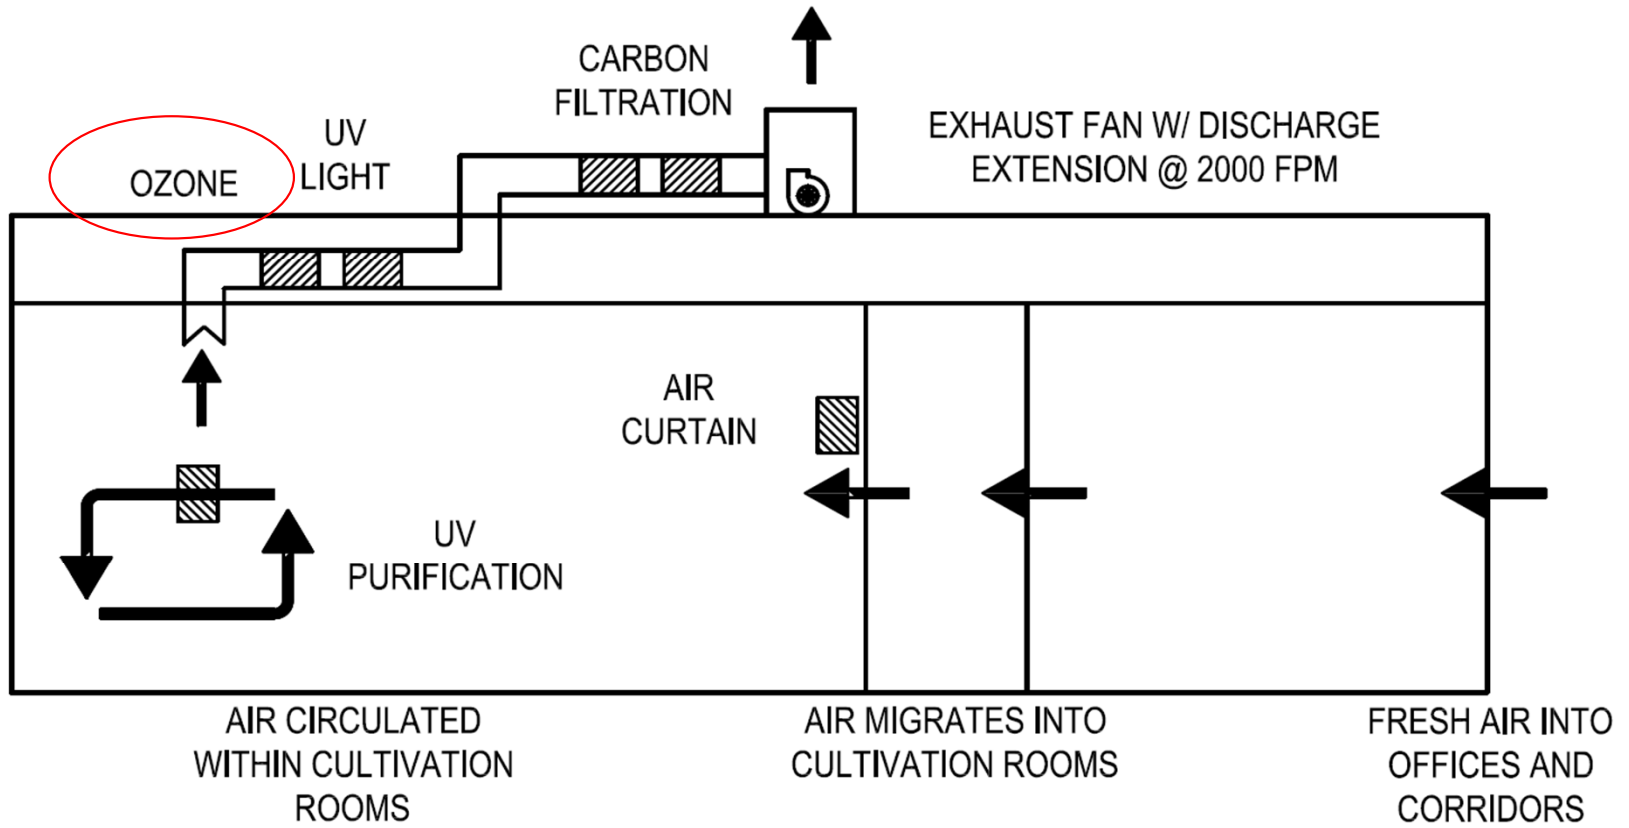 CARBON
FILTRATION
UV
LIGHT
OZONE
EXHAUST FAN W/ DISCHARGE
EXTENSION @ 2000 FPM
AIR
CURTAIN
UV
PURIFICATION
AIR CIRCULATED
WITHIN CULTIVATION
ROOMS
AIR MIGRATES INTO
CULTIVATION ROOMS
FRESH AIR INTO
OFFICES AND
CORRIDORS